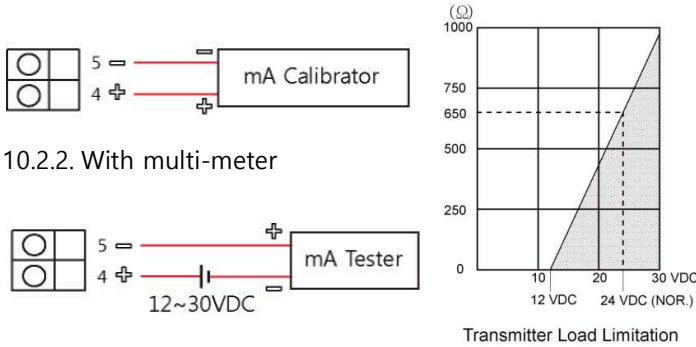 5 −
−
mA Calibrator
4 +
+
10.2.2. With multi-meter
5 −
+
mA Tester
4 +
−
12~30VDC
(Ω)
1000
750
650
500
250
0
10
20
30 VDC
12 VDC
24 VDC (NOR.)
Transmitter Load Limitation